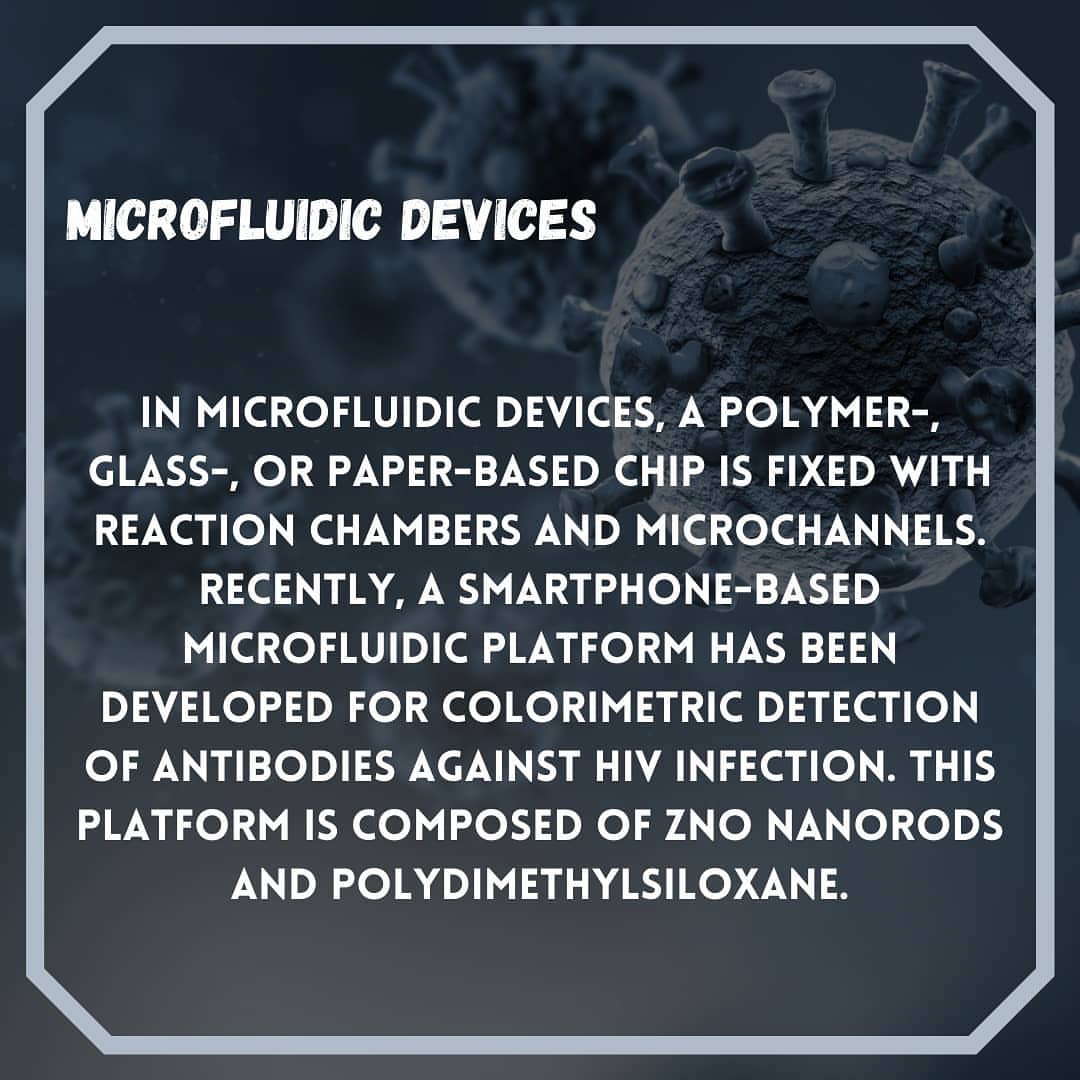 MICROFLUIDIC DEVICES
IN MICROFLUIDIC DEVICES, A POLYMER-,
GLASS-, OR PAPER-BASED CHIP IS FIXED WITH
REACTION CHAMBERS AND MICROCHANNELS.
RECENTLY, A SMARTPHONE-BASED
MICROFLUIDIC PLATFORM HAS BEEN
DEVELOPED FOR COLORIMETRIC DETECTION
OF ANTIBODIES AGAINST HIV INFECTION. THIS
PLATFORM IS COMPOSED OF ZNO NANORODS
AND POLYDIMETHYLSILOXANE.